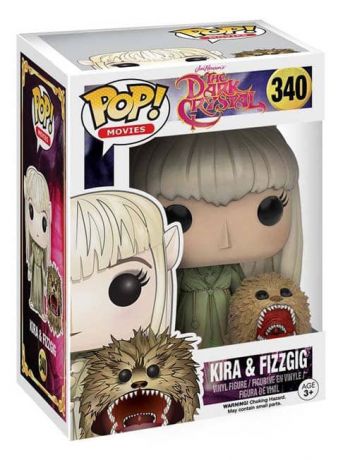 Jim Henson's
THE
DARK
CRYSTAL
340
POP!
MOVIES
KIRA & FIZZGIG
KIRA & FIZZGIG
VINYL FIGURE / FIGURINE EN VINYLE /
FIGURA DE VINIL
WARNING! Choking Hazard.
May contain small parts.
AGE
3+